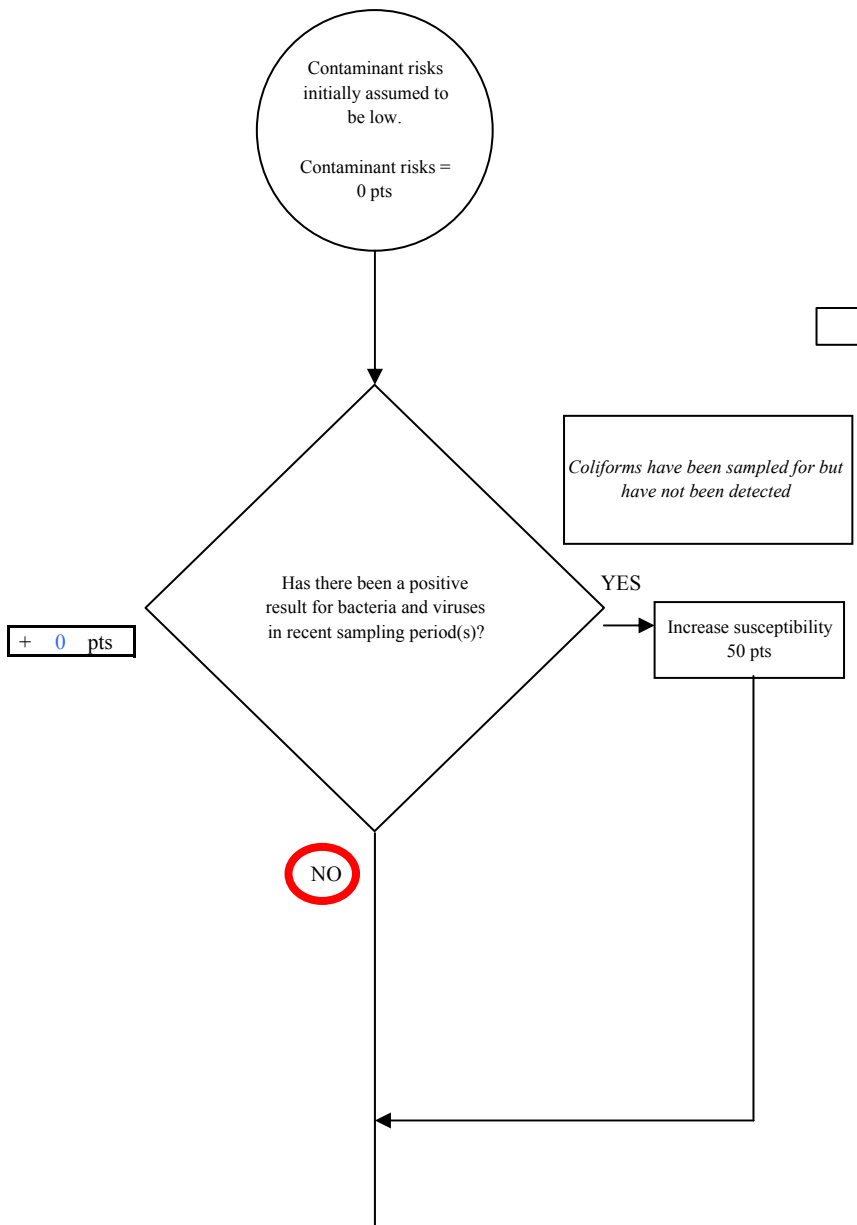 Contaminant risks
initially assumed to
be low.
Contaminant risks =
0 pts
Coliforms have been sampled for but
have not been detected
Has there been a positive
result for bacteria and viruses
in recent sampling period(s)?
YES
+ 0 pts
Increase susceptibility
50 pts
NO